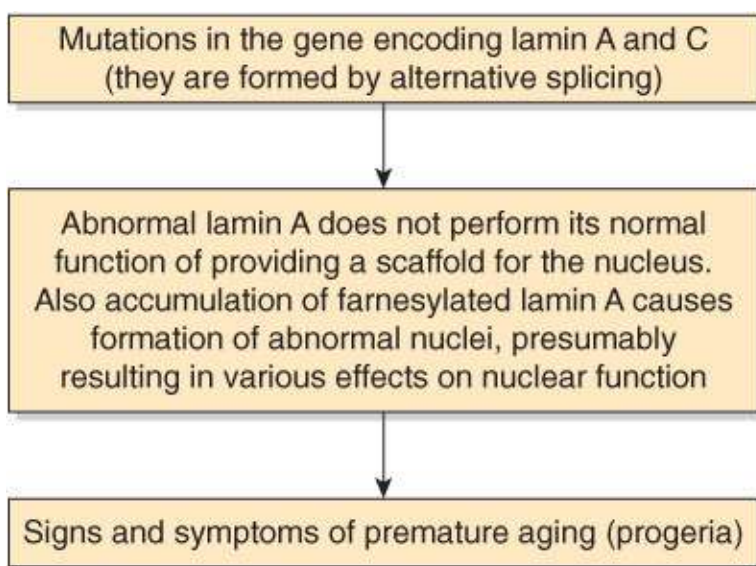 Mutations in the gene encoding lamin A and C
(they are formed by alternative splicing)
Abnormal lamin A does not perform its normal
function of providing a scaffold for the nucleus.
Also accumulation of farnesylated lamin A causes
formation of abnormal nuclei, presumably
resulting in various effects on nuclear function
Signs and symptoms of premature aging (progeria)